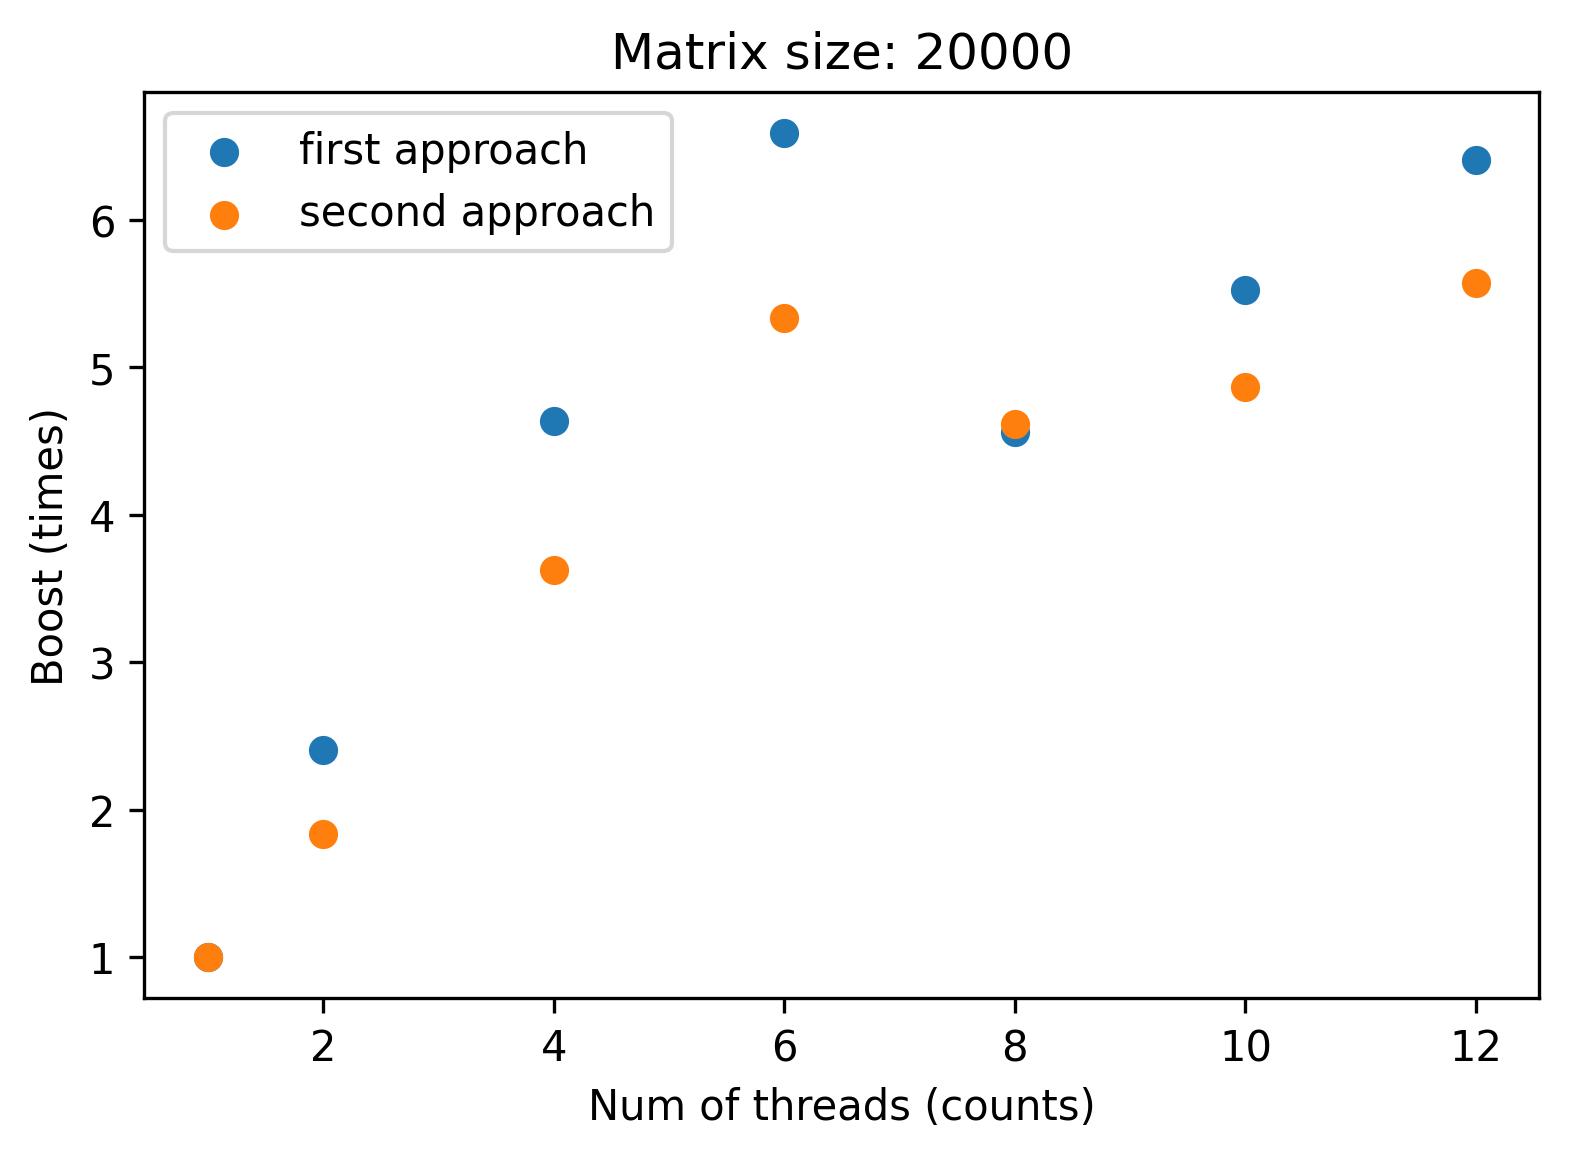 Matrix size: 20000
first approach
second approach
6
5
4
3
2
1
Boost (times)
2 4 6 8 10 12
Num of threads (counts)